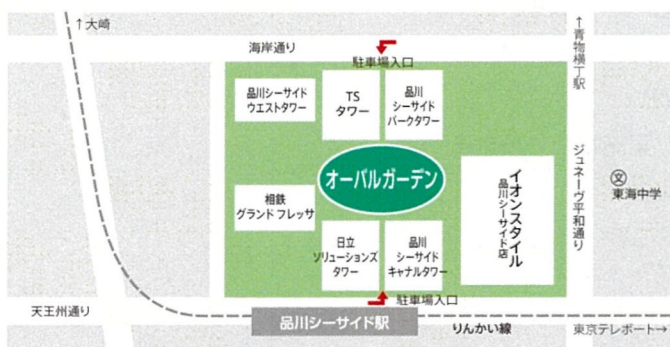 ↑大崎
海岸通り
↑青物横丁駅
駐車場入口
品川シーサイド
ウエストタワー
TS
タワー
品川
シーサイド
パークタワー
オーバルガーデン
イオンスタイル
品川シーサイド店
ジュネーヴ平和通り
文
東海中学
相鉄
グランド フレッサ
日立
ソリューションズ
タワー
品川
シーサイド
キャナルタワー
駐車場入口
天王州通り
品川シーサイド駅
りんかい線
東京テレポート→